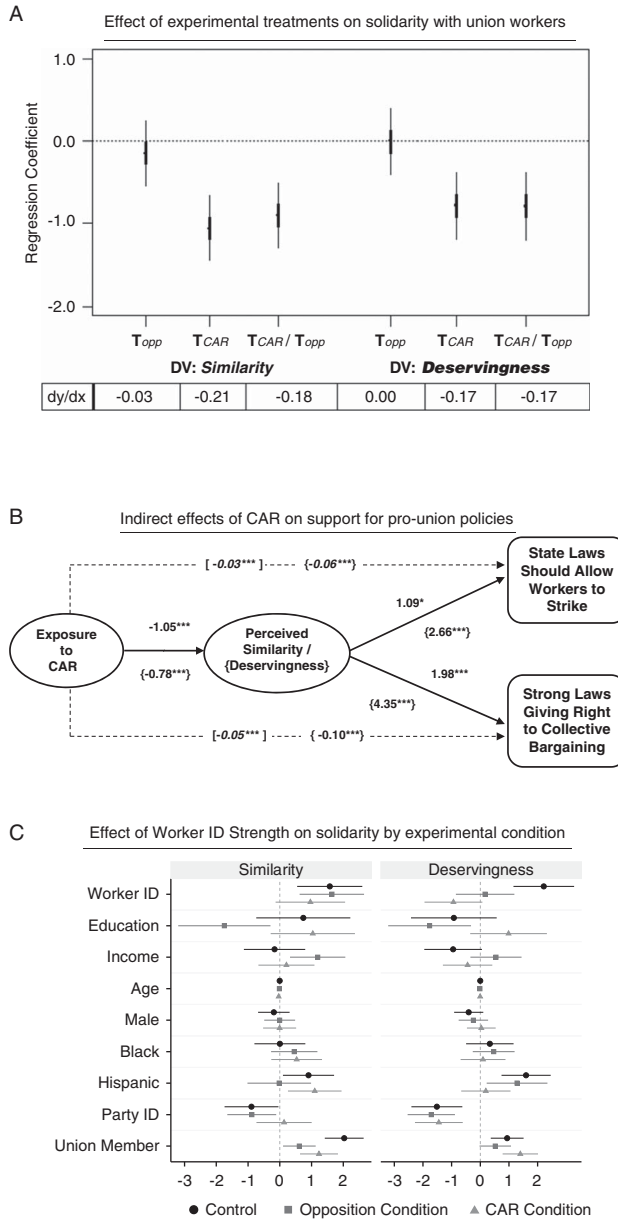 A
Effect of experimental treatments on solidarity with union workers
1.0
0.0
-1.0
-2.0
Regression Coefficient
Topp
TCAR
TCAR / Topp
Topp
TCAR
TCAR / Topp
DV: Similarity
DV: Deservingness
dy/dx -0.03 -0.21 -0.18 0.00 -0.17 -0.17
B
Indirect effects of CAR on support for pro-union policies
[ -0.03*** ] {-0.06***}
State Laws
Should Allow
Workers to
Strike
Exposure
to
CAR
-1.05***
{-0.78***}
Perceived
Similarity /
{Deservingness}
1.09*
{2.66***}
1.98***
{4.35***}
Strong Laws
Giving Right
to Collective
Bargaining
[-0.05*** ] { -0.10***}
C
Effect of Worker ID Strength on solidarity by experimental condition
Similarity
Deservingness
Worker ID
Education
Income
Age
Male
Black
Hispanic
Party ID
Union Member
-3 -2 -1 0 1 2
-3 -2 -1 0 1 2
Control
Opposition Condition
CAR Condition